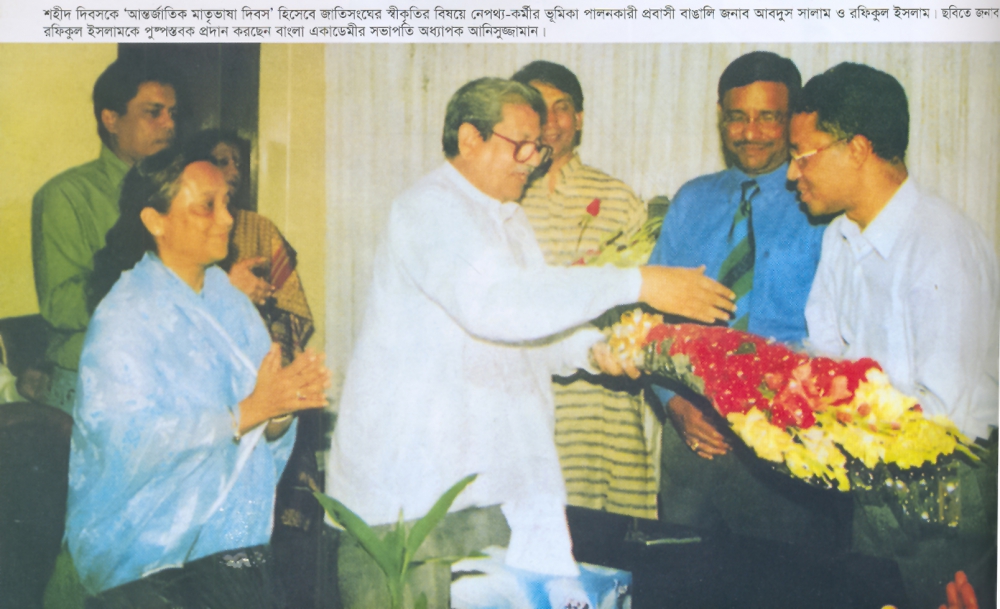 শহীদ দিবসকে ‘আন্তর্জাতিক মাতৃভাষা দিবস’ হিসেবে জাতিসংঘের স্বীকৃতির বিষয়ে নেপথ্য-কর্মীর ভূমিকা পালনকারী প্রবাসী বাঙালি জনাব আবদুস সালাম ও রফিকুল ইসলাম। ছবিতে জনাব
রফিকুল ইসলামকে পুষ্পস্তবক প্রদান করছেন বাংলা একাডেমীর সভাপতি অধ্যাপক আনিসুজ্জামান।